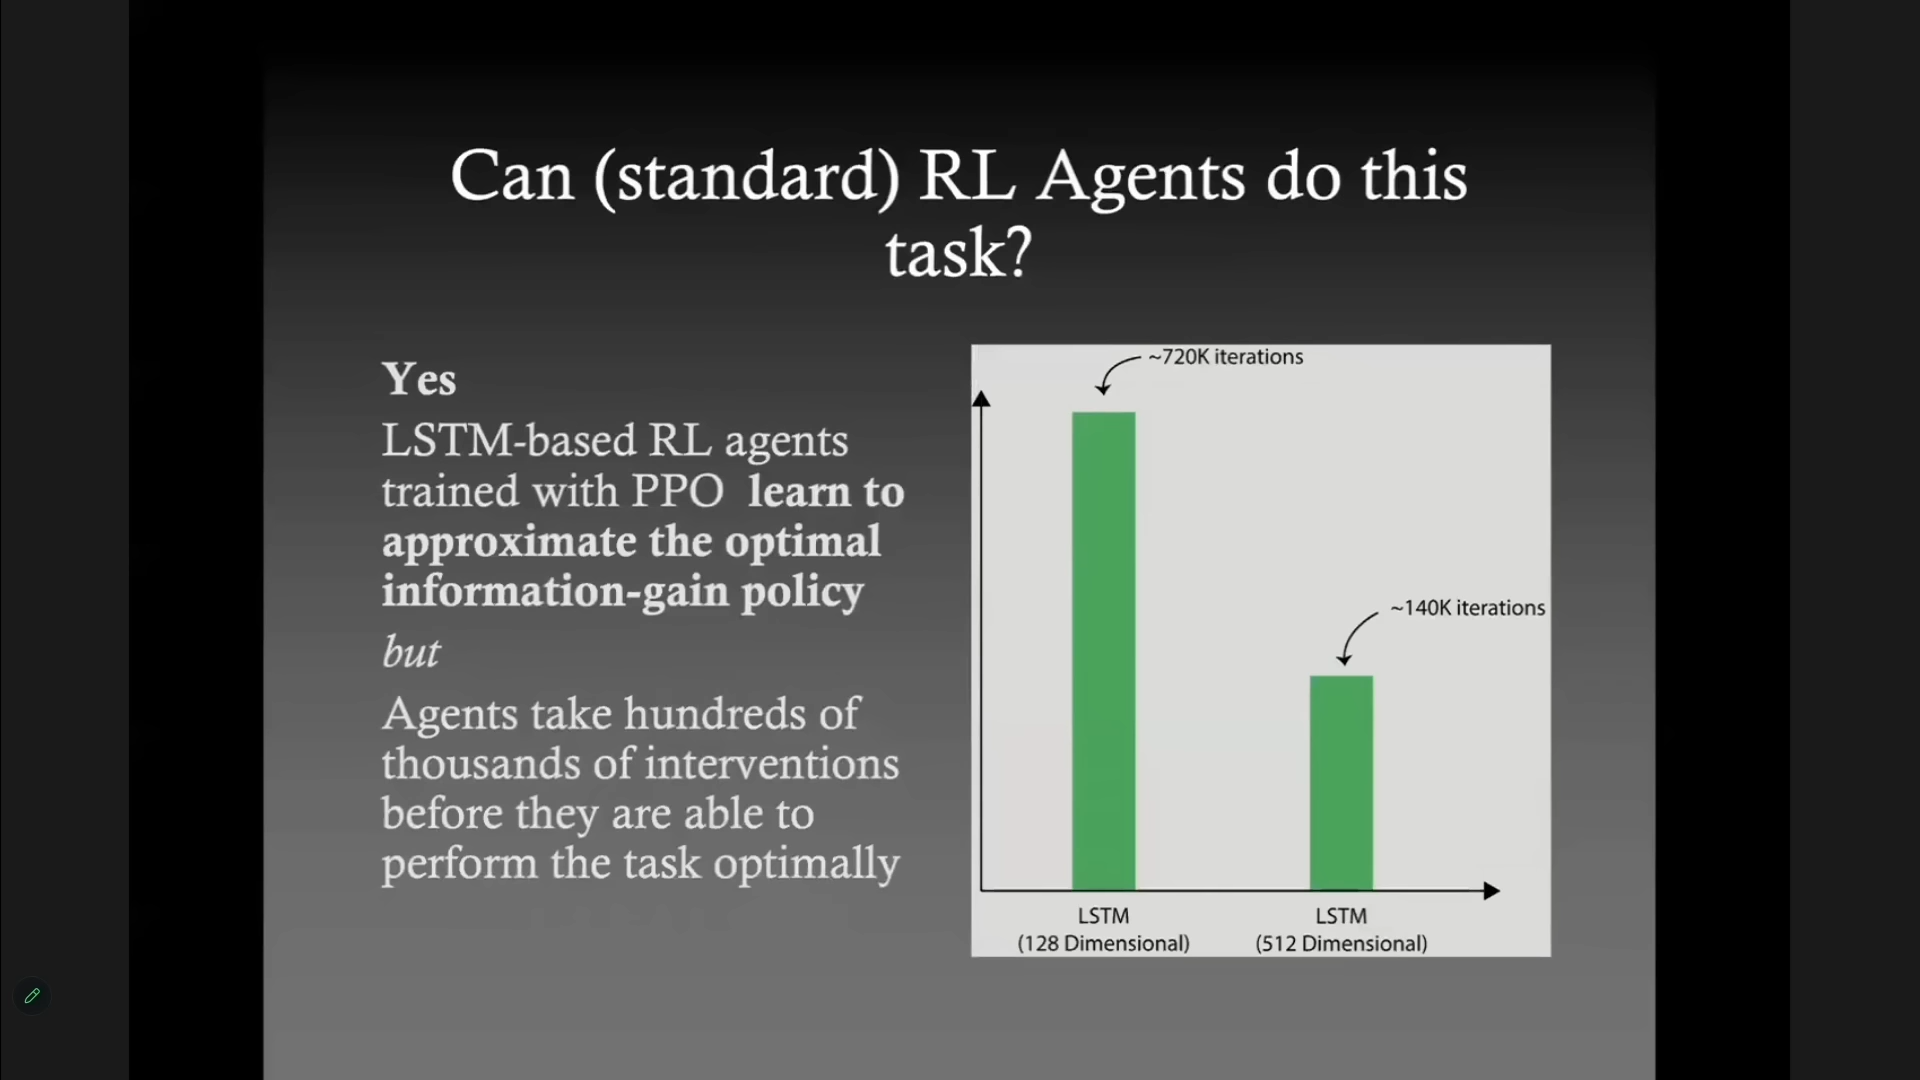 Can (standard) RL Agents do this
task?
Yes
LSTM-based RL agents
trained with PPO learn to
approximate the optimal
information-gain policy
but
Agents take hundreds of
thousands of interventions
before they are able to
perform the task optimally
~720K iterations
~140K iterations
LSTM
(128 Dimensional)
LSTM
(512 Dimensional)